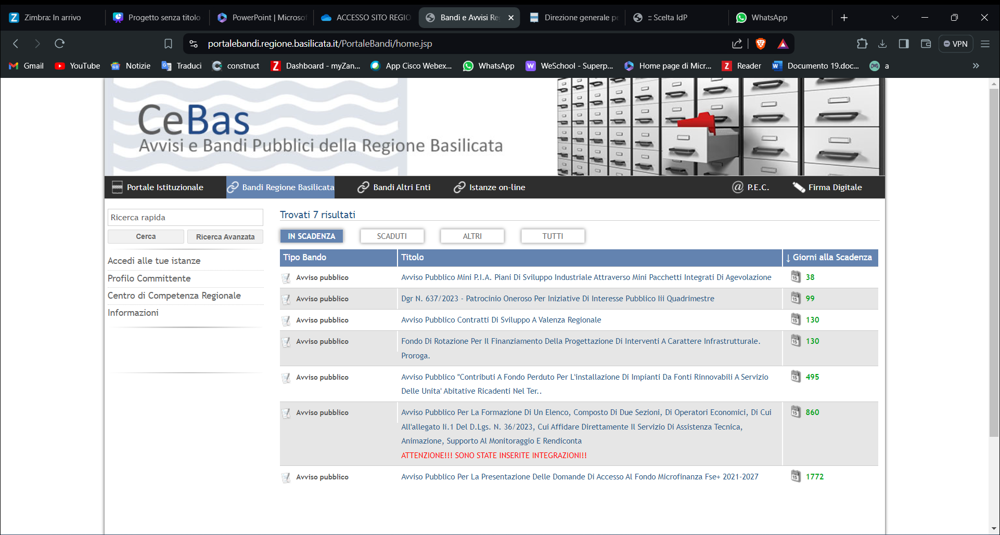 Zimbra: In arrivo
Progetto senza titolo
PowerPoint | Microsof
ACCESSO SITO REGIO
Bandi e Avvisi Re
Direzione generale pe
:: Scelta IdP
WhatsApp
portalebandi.regione.basilicata.it/PortaleBandi/home.jsp
VPN
Gmail
YouTube
Notizie
Traduci
construct
Dashboard - myZan...
App Cisco Webex...
WhatsApp
WeSchool - Superp...
Home page di Micr...
Reader
Documento 19.doc...
a
CeBas
Avvisi e Bandi Pubblici della Regione Basilicata
Portale Istituzionale
Bandi Regione Basilicata
Bandi Altri Enti
Istanze on-line
P.E.C.
Firma Digitale
Ricerca rapida
Cerca
Ricerca Avanzata
Accedi alle tue istanze
Profilo Committente
Centro di Competenza Regionale
Informazioni
Trovati 7 risultati
IN SCADENZA
SCADUTI
ALTRI
TUTTI
Tipo Bando
Titolo
↓ Giorni alla Scadenza
Avviso pubblico
Avviso Pubblico Mini P.I.A. Piani Di Sviluppo Industriale Attraverso Mini Pacchetti Integrati Di Agevolazione
38
Avviso pubblico
Dgr N. 637/2023 - Patrocinio Oneroso Per Iniziative Di Interesse Pubblico Iii Quadrimestre
99
Avviso pubblico
Avviso Pubblico Contratti Di Sviluppo A Valenza Regionale
130
Avviso pubblico
Fondo Di Rotazione Per Il Finanziamento Della Progettazione Di Interventi A Carattere Infrastrutturale.
Proroga.
130
Avviso pubblico
Avviso Pubblico "Contributi A Fondo Perduto Per L'installazione Di Impianti Da Fonti Rinnovabili A Servizio
Delle Unita' Abitative Ricadenti Nel Ter..
495
Avviso pubblico
Avviso Pubblico Per La Formazione Di Un Elenco, Composto Di Due Sezioni, Di Operatori Economici, Di Cui
All'allegato Ii.1 Del D.Lgs. N. 36/2023, Cui Affidare Direttamente Il Servizio Di Assistenza Tecnica,
Animazione, Supporto Al Monitoraggio E Rendiconta
ATTENZIONE!!! SONO STATE INSERITE INTEGRAZIONI!!
860
Avviso pubblico
Avviso Pubblico Per La Presentazione Delle Domande Di Accesso Al Fondo Microfinanza Fse+ 2021-2027
1772